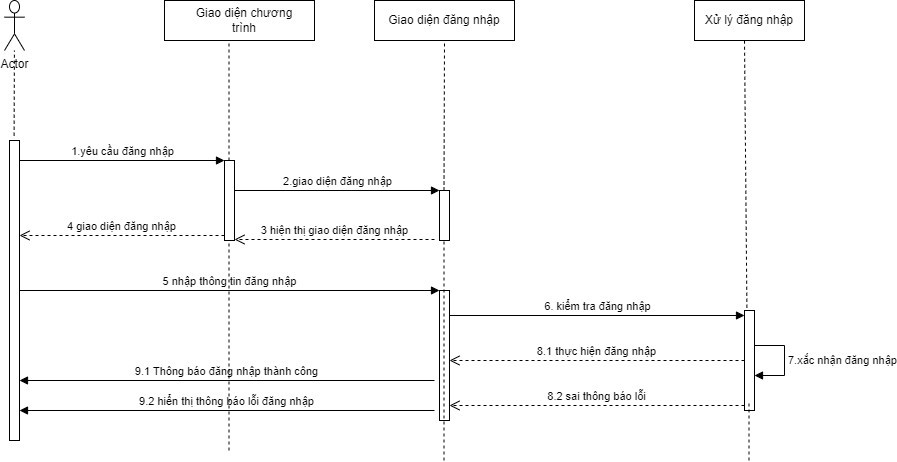 Giao diện chương
trình
Giao diện đăng nhập
Xử lý đăng nhập
Actor
1.yêu cầu đăng nhập
2.giao diện đăng nhập
4 giao diện đăng nhập
3 hiện thị giao diện đăng nhập
5 nhập thông tin đăng nhập
6. kiểm tra đăng nhập
8.1 thực hiện đăng nhập
7.xắc nhận đăng nhập
9.1 Thông báo đăng nhập thành công
9.2 hiển thị thông báo lỗi đăng nhập
8.2 sai thông báo lỗi